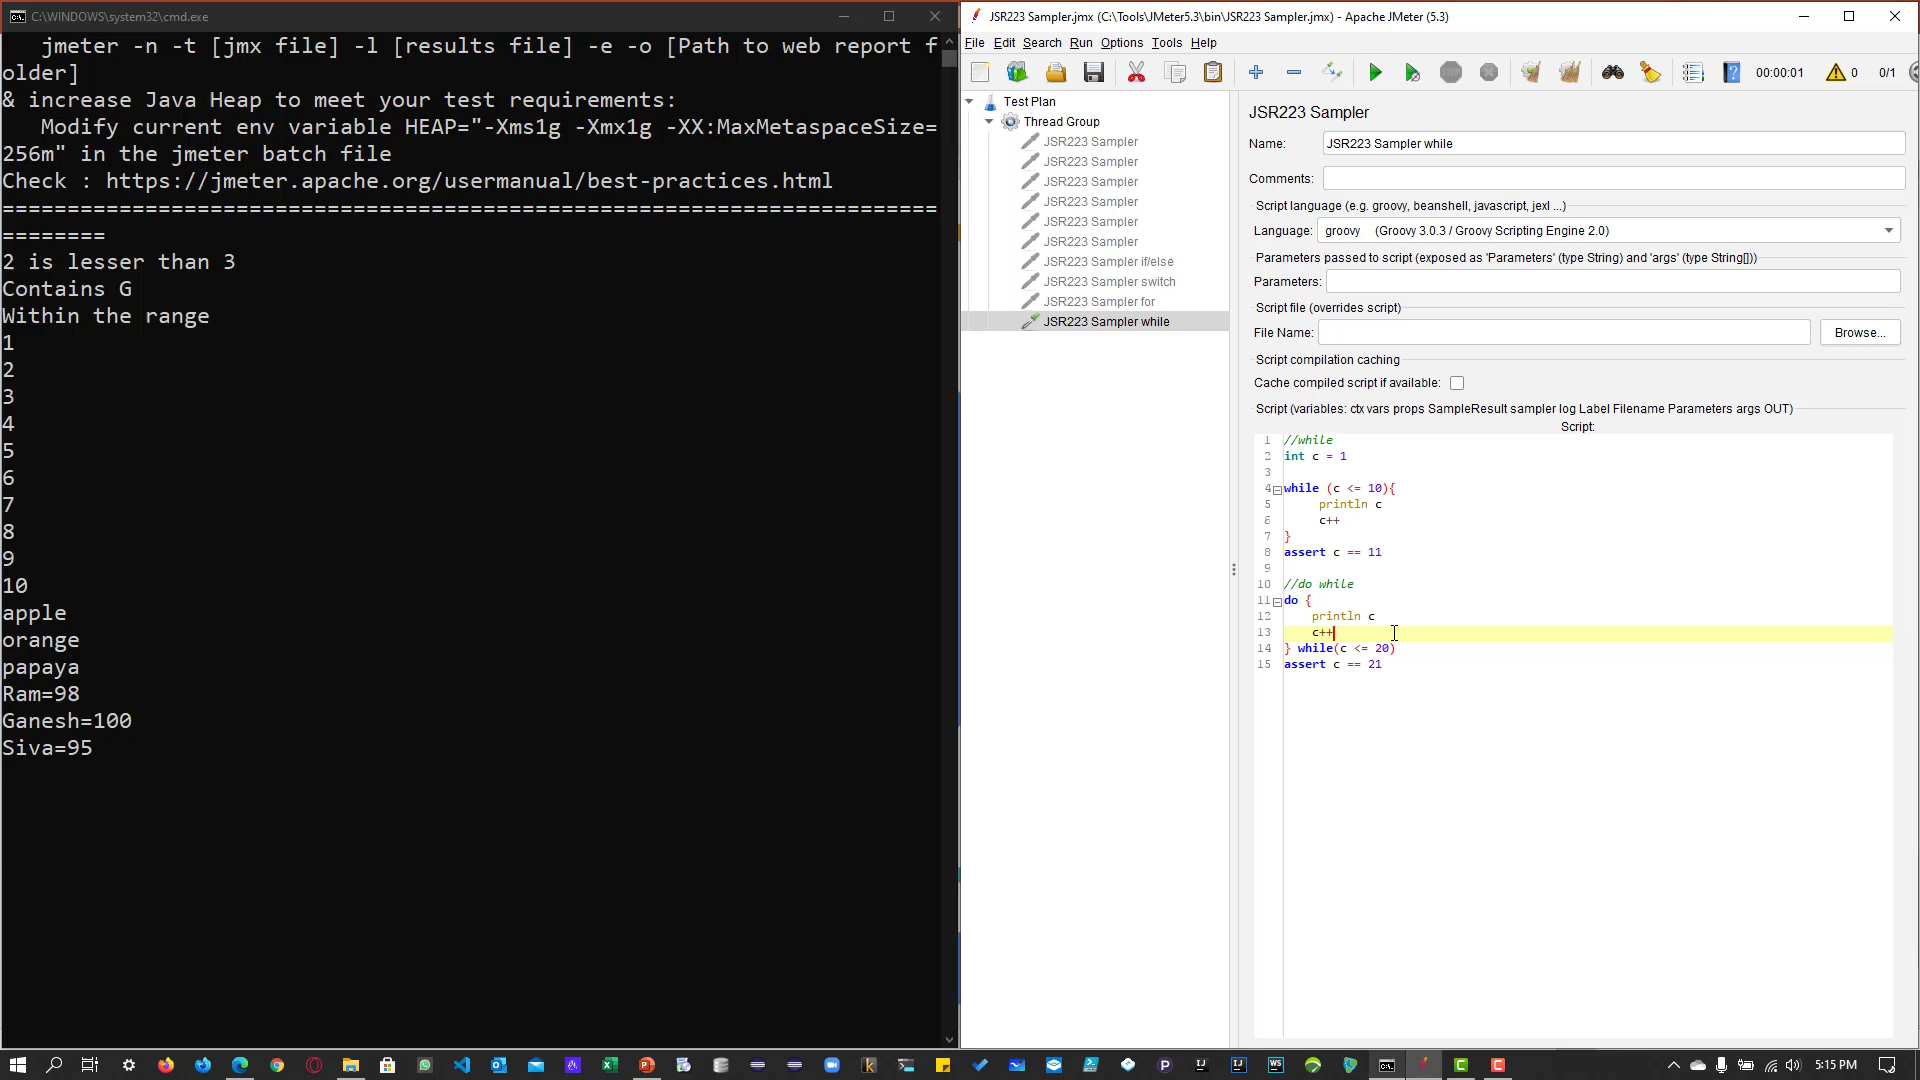 C:\WINDOWS\system32\cmd.exe
jmeter -n -t [jmx file] -l [results file] -e -o [Path to web report f
older]
& increase Java Heap to meet your test requirements:
Modify current env variable HEAP="-Xms1g -Xmx1g -XX:MaxMetaspaceSize=
256m" in the jmeter batch file
Check : https://jmeter.apache.org/usermanual/best-practices.html
========================================================================
========
2 is lesser than 3
Contains G
Within the range
1
2
3
4
5
6
7
8
9
10
apple
orange
papaya
Ram=98
Ganesh=100
Siva=95
JSR223 Sampler.jmx (C:\Tools\JMeter5.3\bin\JSR223 Sampler.jmx) - Apache JMeter (5.3)
File Edit Search Run Options Tools Help
00:00:01 0 0/1
Test Plan
Thread Group
JSR223 Sampler
JSR223 Sampler
JSR223 Sampler
JSR223 Sampler
JSR223 Sampler
JSR223 Sampler
JSR223 Sampler if/else
JSR223 Sampler switch
JSR223 Sampler for
JSR223 Sampler while
JSR223 Sampler
Name: JSR223 Sampler while
Comments:
Script language (e.g. groovy, beanshell, javascript, jexl ...)
Language: groovy (Groovy 3.0.3 / Groovy Scripting Engine 2.0)
Parameters passed to script (exposed as 'Parameters' (type String) and 'args' (type String[]))
Parameters:
Script file (overrides script)
File Name: Browse...
Script compilation caching
Cache compiled script if available:
Script (variables: ctx vars props SampleResult sampler log Label Filename Parameters args OUT)
Script:
1 //while
2 int c = 1
3
4 while (c <= 10){
5 println c
6 c++
7 }
8 assert c == 11
9
10 //do while
11 do {
12 println c
13 c++
14 } while(c <= 20)
15 assert c == 21
5:15 PM